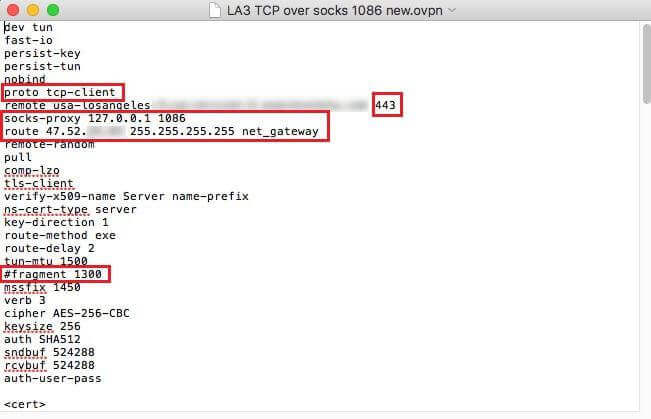 LA3 TCP over socks 1086 new.ovpn
dev tun
fast-io
persist-key
persist-tun
nobind
proto tcp-client
remote usa-losangeles 443
socks-proxy 127.0.0.1 1086
route 47.52. 255.255.255.255 net_gateway
remote-random
pull
comp-lzo
tls-client
verify-x509-name Server name-prefix
ns-cert-type server
key-direction 1
route-method exe
route-delay 2
tun-mtu 1500
#fragment 1300
mssfix 1450
verb 3
cipher AES-256-CBC
keysize 256
auth SHA512
sndbuf 524288
rcvbuf 524288
auth-user-pass
<cert>